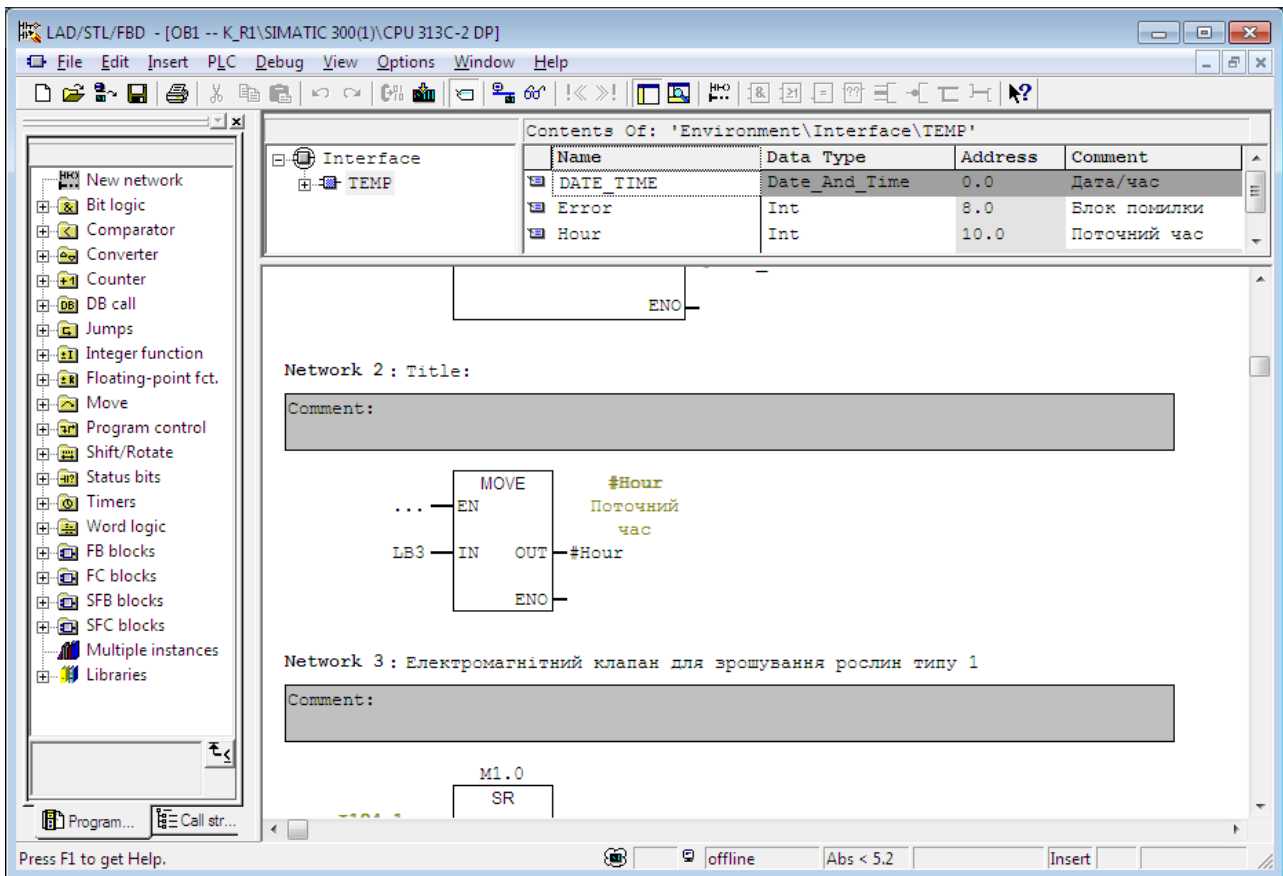 LAD/STL/FBD - [OB1 -- K_R1\SIMATIC 300(1)\CPU 313C-2 DP]
File Edit Insert PLC Debug View Options Window Help
Contents Of: 'Environment\Interface\TEMP'
Interface
TEMP
Name Data Type Address Comment
DATE_TIME Date_And_Time 0.0 Дата/час
Error Int 8.0 Блок помилки
Hour Int 10.0 Поточний час
New network
Bit logic
Comparator
Converter
Counter
DB call
Jumps
Integer function
Floating-point fct.
Move
Program control
Shift/Rotate
Status bits
Timers
Word logic
FB blocks
FC blocks
SFB blocks
SFC blocks
Multiple instances
Libraries
Program...
Call str...
ENO
Network 2 : Title:
Comment:
MOVE
#Hour
Поточний
час
... EN
LB3 IN OUT #Hour
ENO
Network 3 : Електромагнітний клапан для зрошування рослин типу 1
Comment:
M1.0
SR
Press F1 to get Help.
offline
Abs < 5.2
Insert